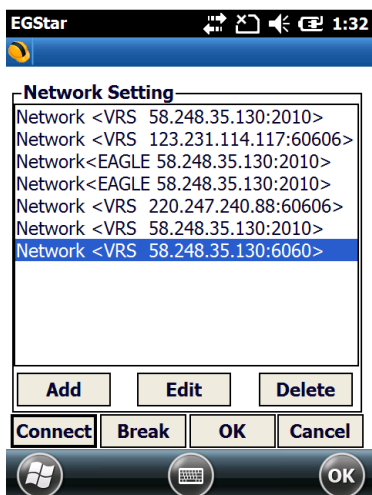 EGStar 1:32
Network Setting
Network <VRS 58.248.35.130:2010>
Network <VRS 123.231.114.117:60606>
Network<EAGLE 58.248.35.130:2010>
Network<EAGLE 58.248.35.130:2010>
Network <VRS 220.247.240.88:60606>
Network <VRS 58.248.35.130:2010>
Network <VRS 58.248.35.130:6060>
Add Edit Delete
Connect Break OK Cancel
OK